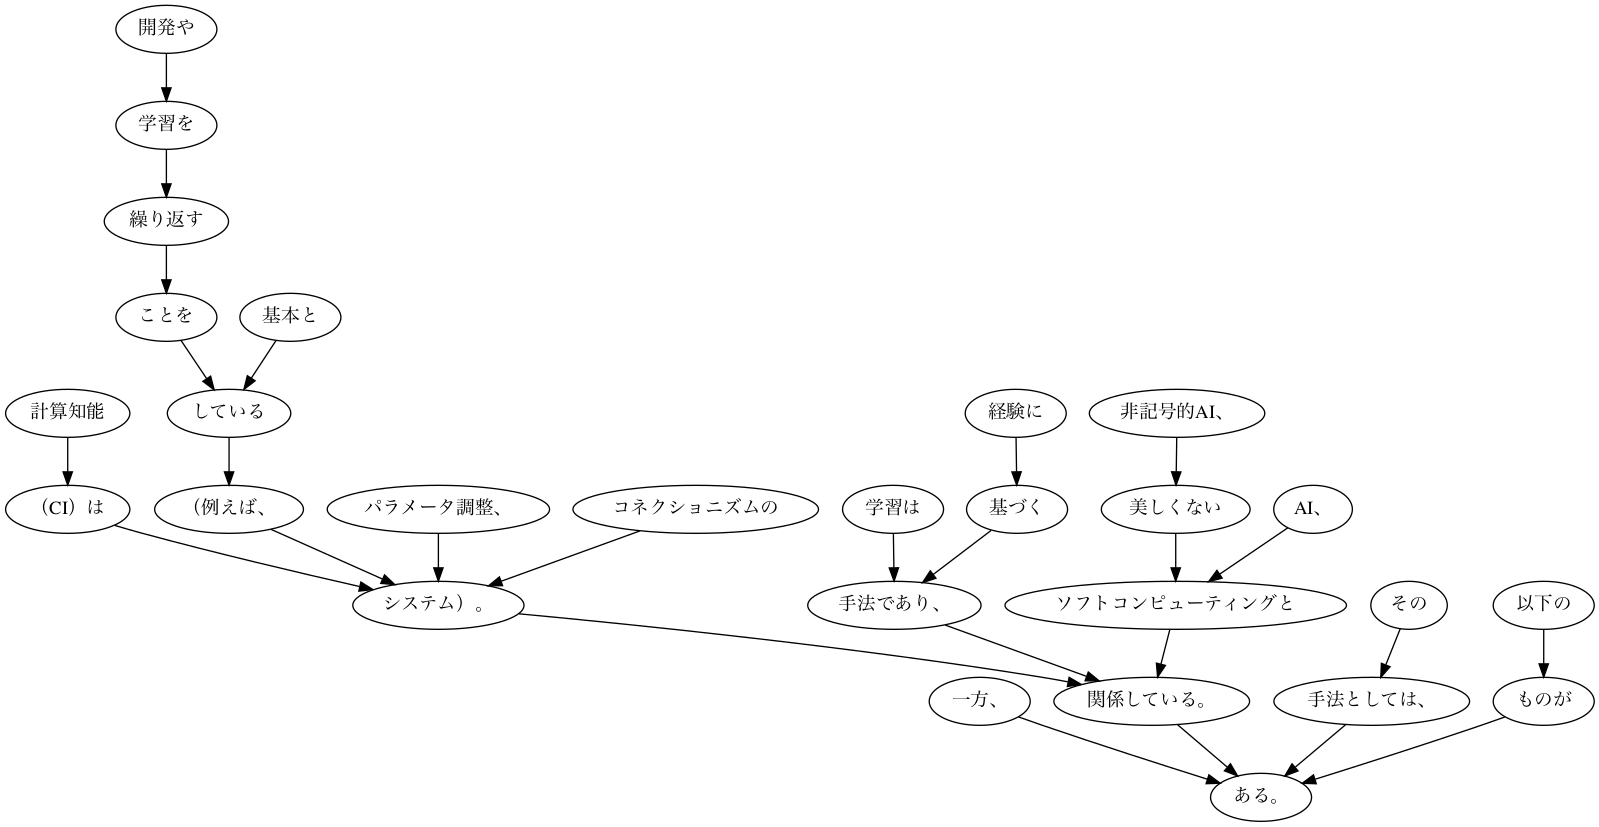 開発や
学習を
繰り返す
ことを
基本と
計算知能
している
経験に
非記号的AI、
（CI）は
（例えば、
パラメータ調整、
コネクショニズムの
学習は
基づく
美しくない
AI、
システム）。
手法であり、
ソフトコンピューティングと
その
以下の
一方、
関係している。
手法としては、
ものが
ある。